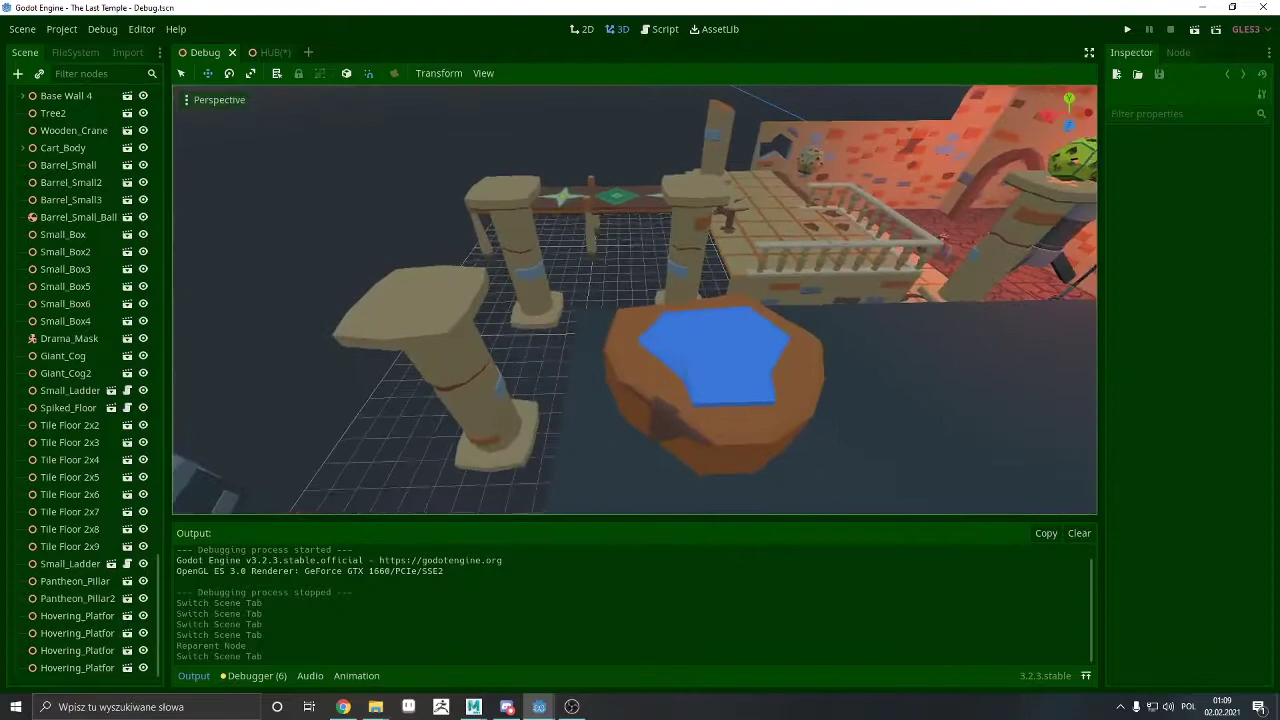 Godot Engine - The Last Temple - Debug.tscn
Scene Project Debug Editor Help
2D 3D Script AssetLib
GLES3
Scene FileSystem Import
Debug HUB(*)
Inspector Node
Filter nodes
Transform View
Perspective
Filter properties
Base Wall 4
Tree2
Wooden_Crane
Cart_Body
Barrel_Small
Barrel_Small2
Barrel_Small3
Barrel_Small_Ball
Small_Box
Small_Box2
Small_Box3
Small_Box5
Small_Box6
Small_Box4
Drama_Mask
Giant_Cog
Giant_Cog2
Small_Ladder
Spiked_Floor
Tile Floor 2x2
Tile Floor 2x3
Tile Floor 2x4
Tile Floor 2x5
Tile Floor 2x6
Tile Floor 2x7
Tile Floor 2x8
Tile Floor 2x9
Small_Ladder
Pantheon_Pillar
Pantheon_Pillar2
Hovering_Platfor
Hovering_Platfor
Hovering_Platfor
Hovering_Platfor
Y
Z
Output:
Copy Clear
--- Debugging process started ---
Godot Engine v3.2.3.stable.official - https://godotengine.org
OpenGL ES 3.0 Renderer: GeForce GTX 1660/PCIe/SSE2
--- Debugging process stopped ---
Switch Scene Tab
Switch Scene Tab
Switch Scene Tab
Switch Scene Tab
Reparent Node
Switch Scene Tab
Output Debugger (6) Audio Animation
3.2.3.stable
Wpisz tu wyszukiwane słowa
POL
01:09
02.02.2021